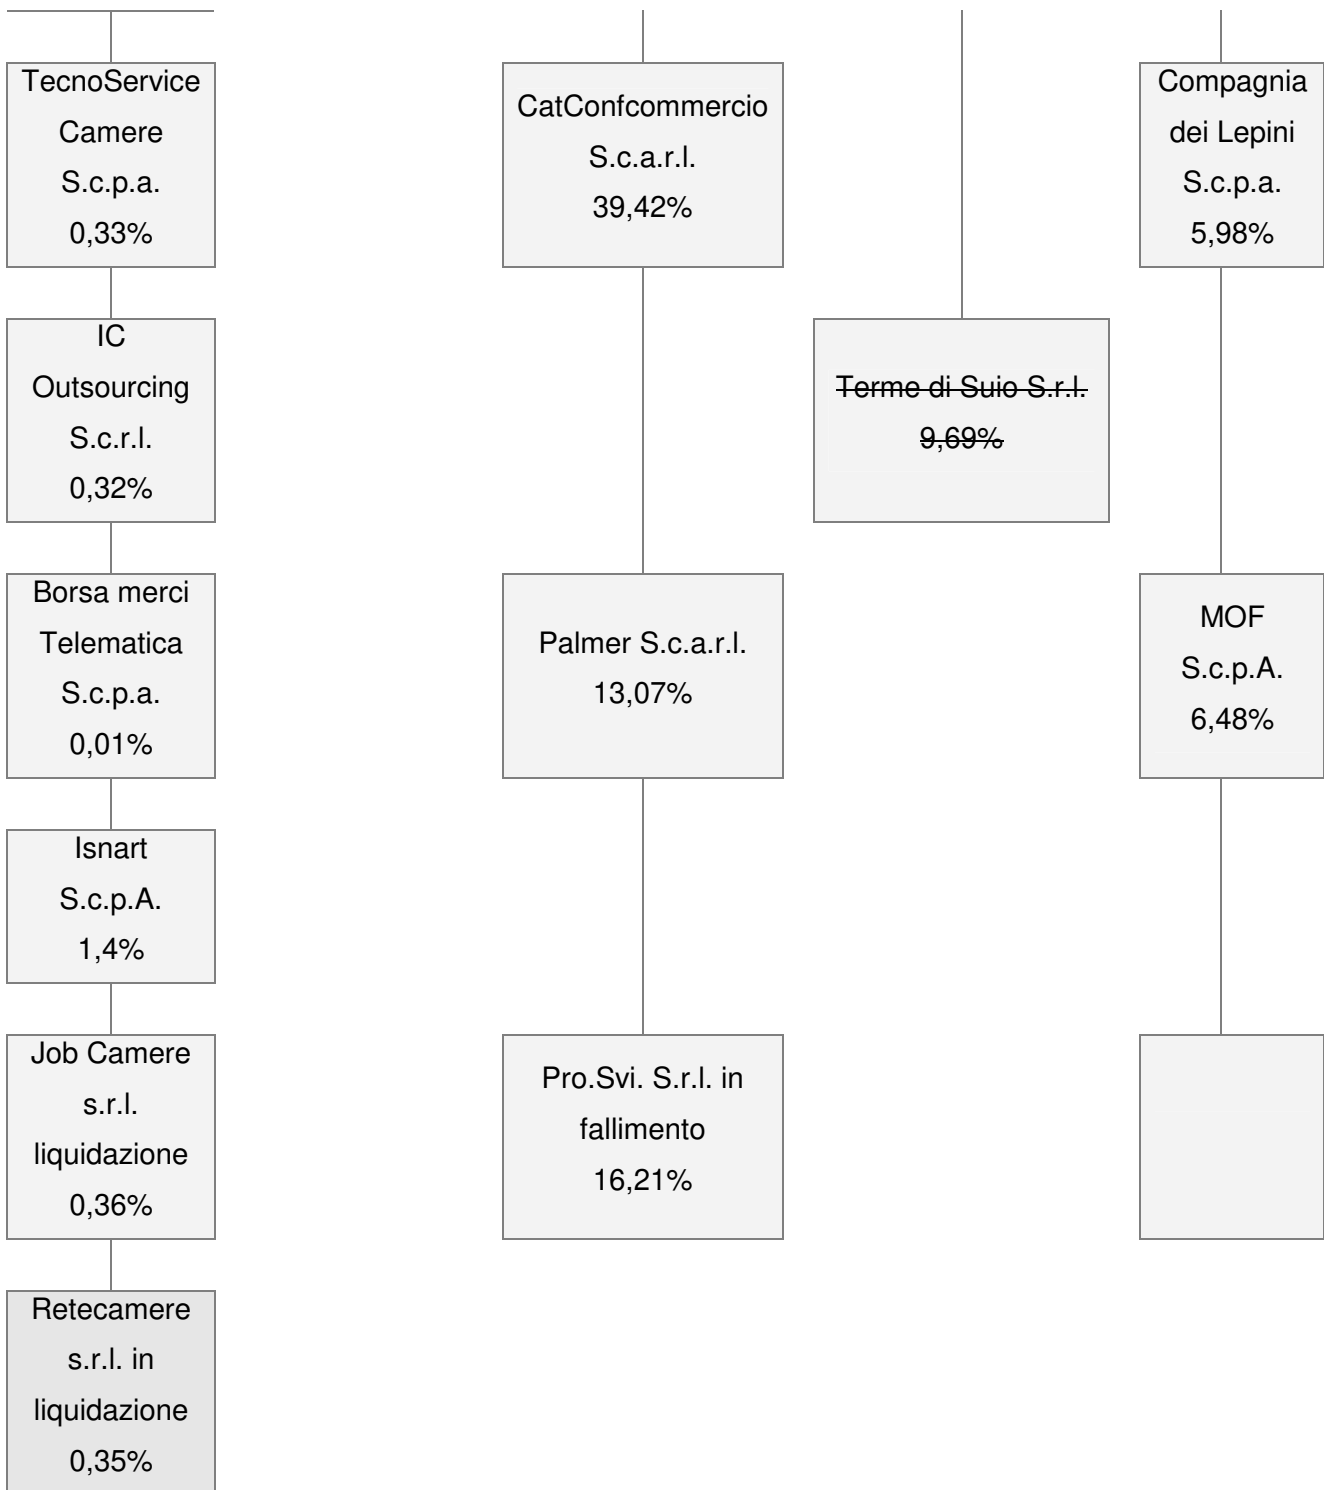 TecnoService
Camere
S.c.p.a.
0,33%
CatConfcommercio
S.c.a.r.l.
39,42%
Compagnia
dei Lepini
S.c.p.a.
5,98%
IC
Outsourcing
S.c.r.l.
0,32%
Terme di Suio S.r.l.
9,69%
Borsa merci
Telematica
S.c.p.a.
0,01%
Palmer S.c.a.r.l.
13,07%
MOF
S.c.p.A.
6,48%
Isnart
S.c.p.A.
1,4%
Job Camere
s.r.l.
liquidazione
0,36%
Pro.Svi. S.r.l. in
fallimento
16,21%
Retecamere
s.r.l. in
liquidazione
0,35%